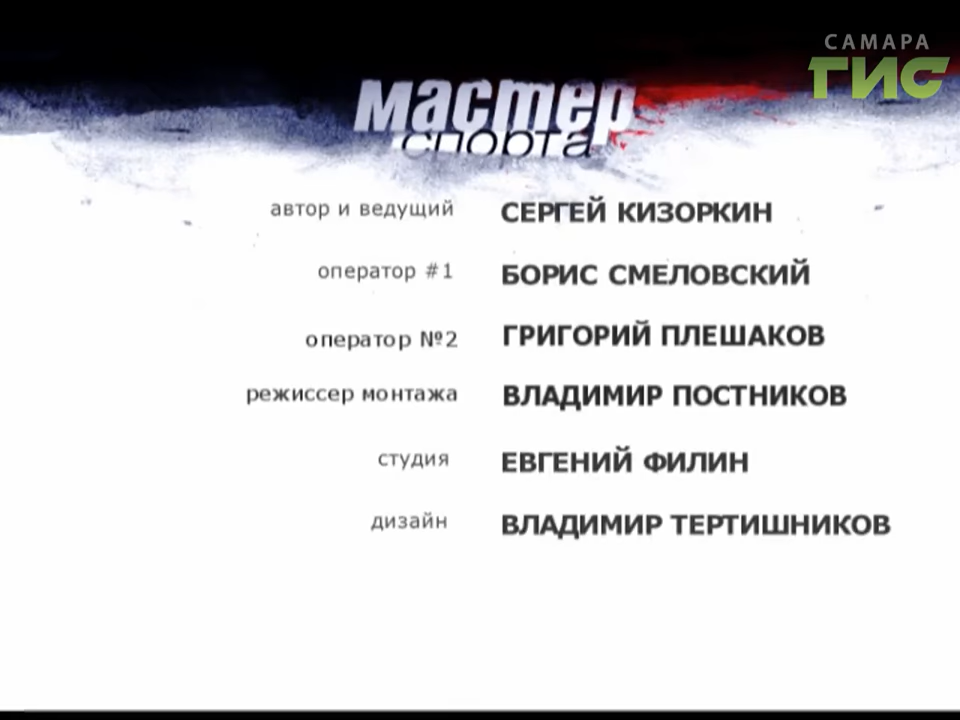 САМАРА
ГИС
мастер
спорта
автор и ведущий СЕРГЕЙ КИЗОРКИН
оператор #1 БОРИС СМЕЛОВСКИЙ
оператор №2 ГРИГОРИЙ ПЛЕШАКОВ
режиссер монтажа ВЛАДИМИР ПОСТНИКОВ
студия ЕВГЕНИЙ ФИЛИН
дизайн ВЛАДИМИР ТЕРТИШНИКОВ